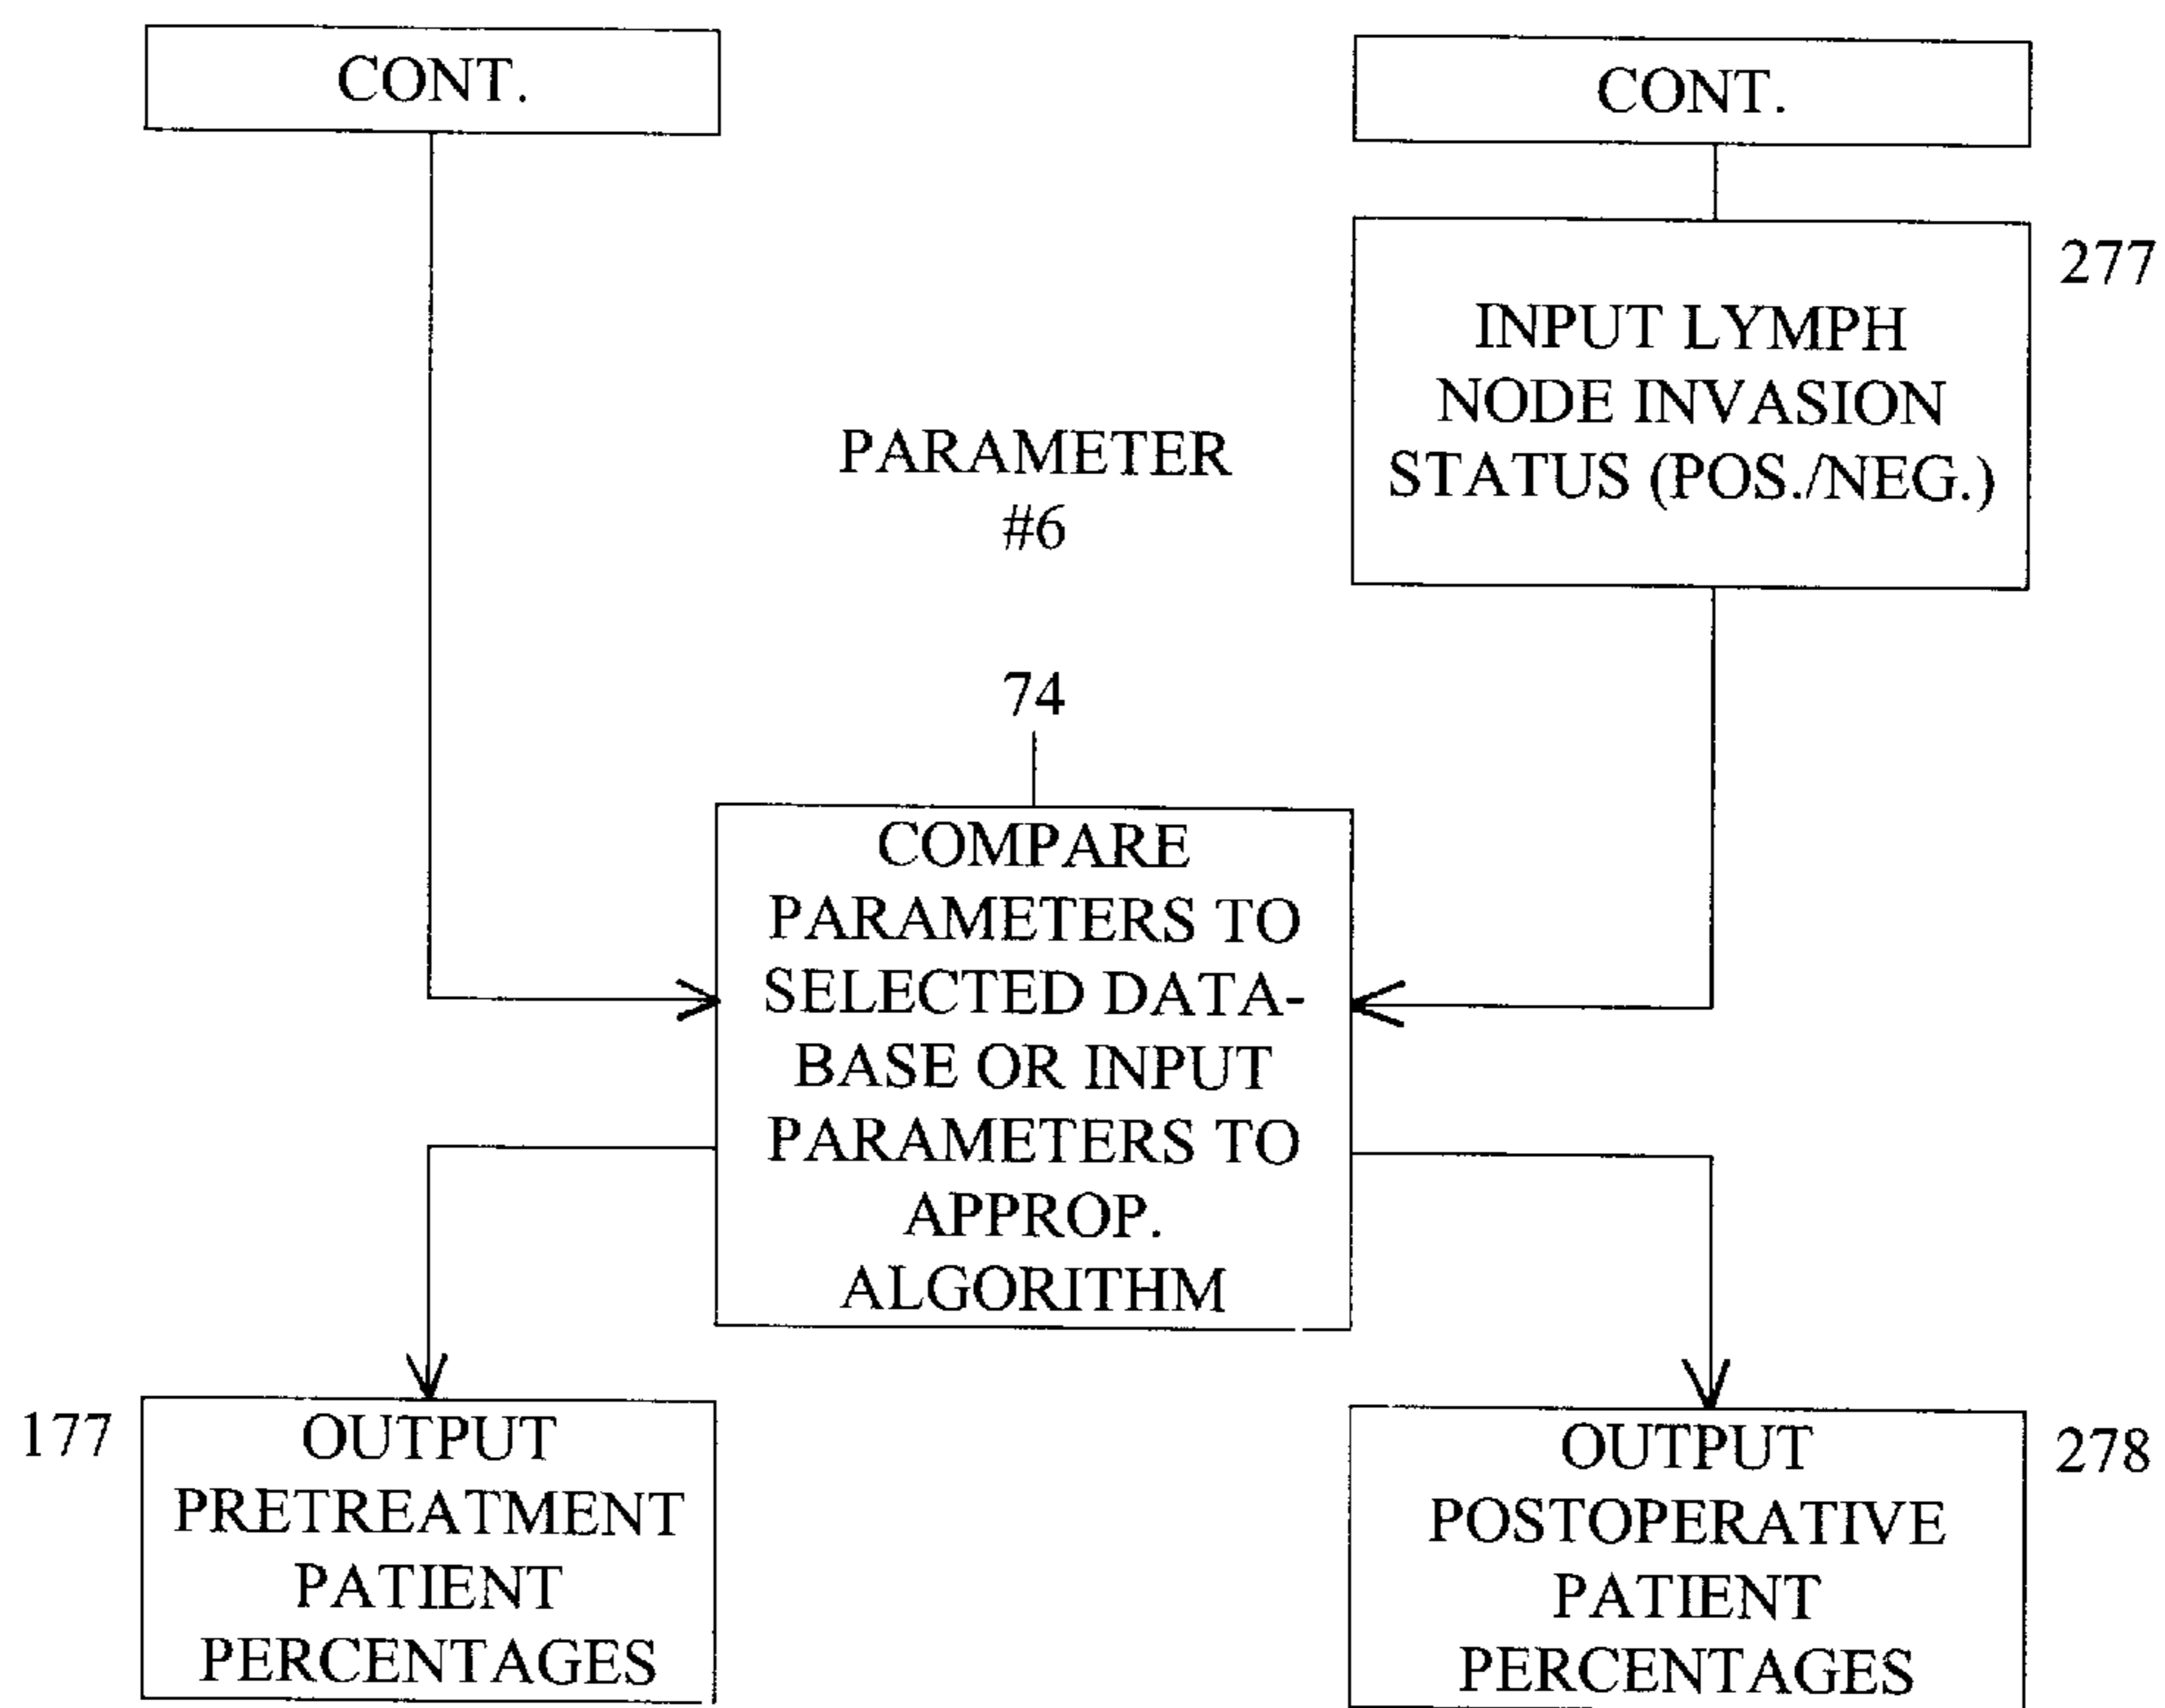 CONT.
CONT.
277
INPUT LYMPH
NODE INVASION
STATUS (POS./NEG.)
PARAMETER
#6
74
COMPARE
PARAMETERS TO
SELECTED DATA-
BASE OR INPUT
PARAMETERS TO
APPROP.
ALGORITHM
177
OUTPUT
PRETREATMENT
PATIENT
PERCENTAGES
OUTPUT
POSTOPERATIVE
PATIENT
PERCENTAGES
278